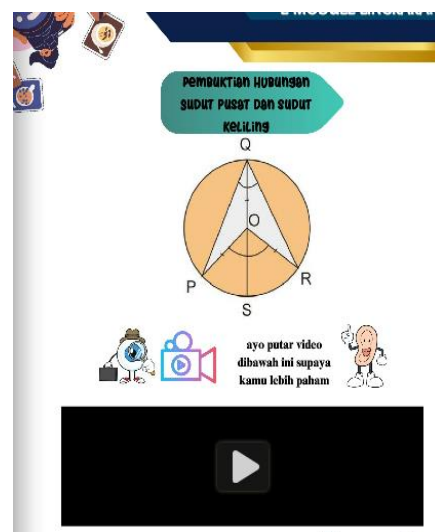 PEMBUKTIAN HUBUNGAN
SUDUT PUSAT DAN SUDUT
KELILING
Q
O
P
R
S
ayo putar video
dibawah ini supaya
kamu lebih paham